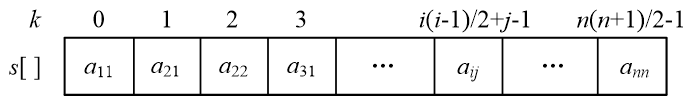 k 0 1 2 3 i(i-1)/2+j-1 n(n+1)/2-1
s[ ] a₁₁ a₂₁ a₂₂ a₃₁ ··· aᵢⱼ ··· aₙₙ